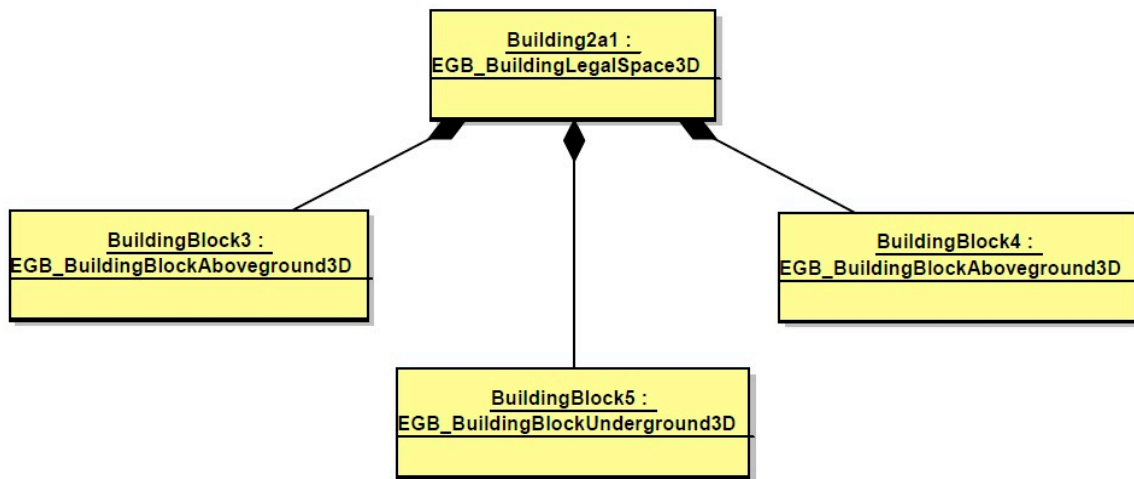 Building2a1 :
EGB_BuildingLegalSpace3D
BuildingBlock3 :
EGB_BuildingBlockAboveground3D
BuildingBlock4 :
EGB_BuildingBlockAboveground3D
BuildingBlock5 :
EGB_BuildingBlockUnderground3D